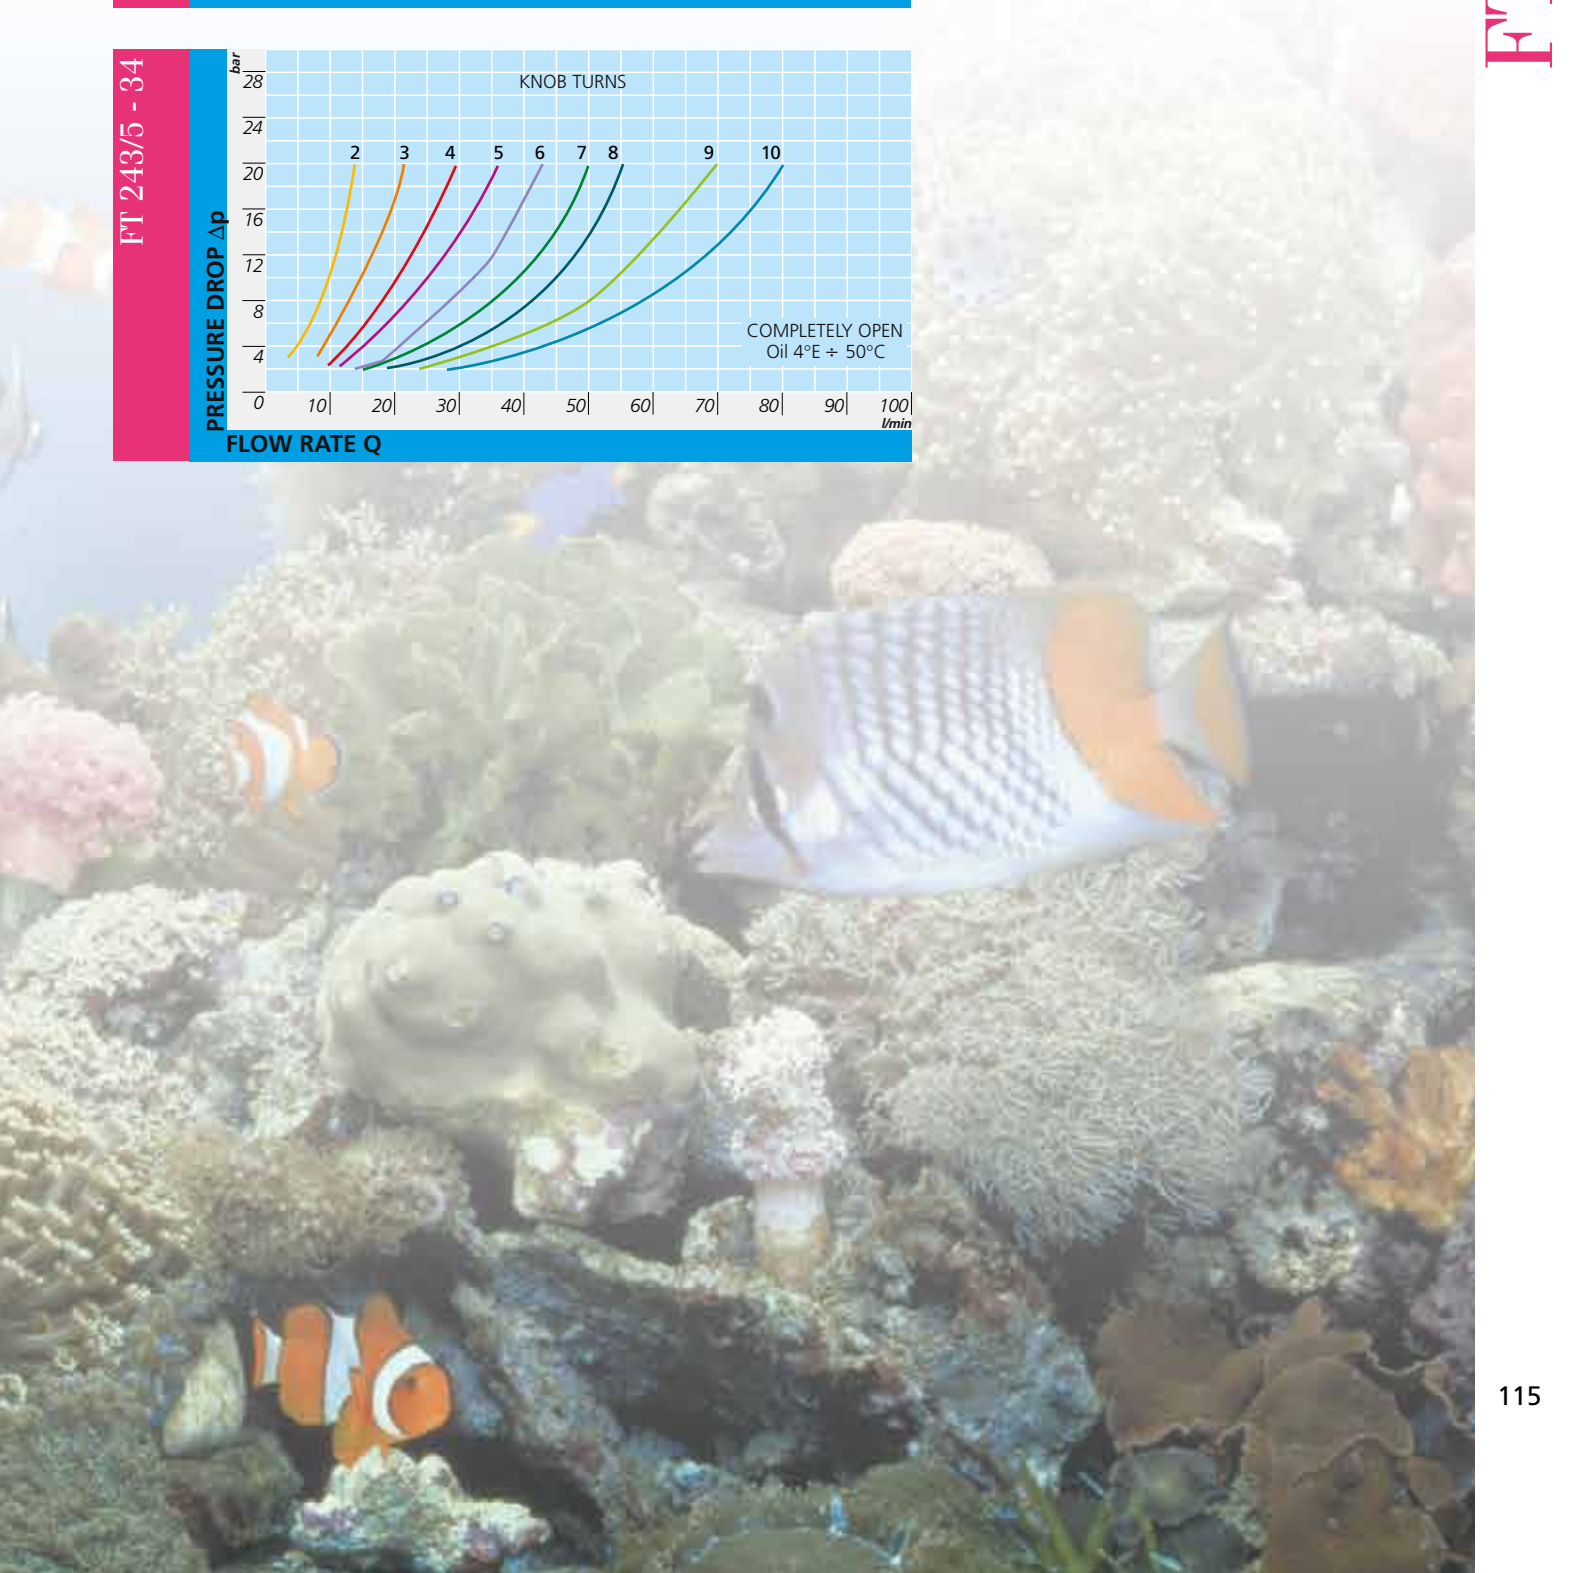 FT
FT 243/5 - 34
PRESSURE DROP Δp
bar
28
24
20
16
12
8
4
0
KNOB TURNS
2 3 4 5 6 7 8 9 10
COMPLETELY OPEN
Oil 4°E ÷ 50°C
10 20 30 40 50 60 70 80 90 100
l/min
FLOW RATE Q
115